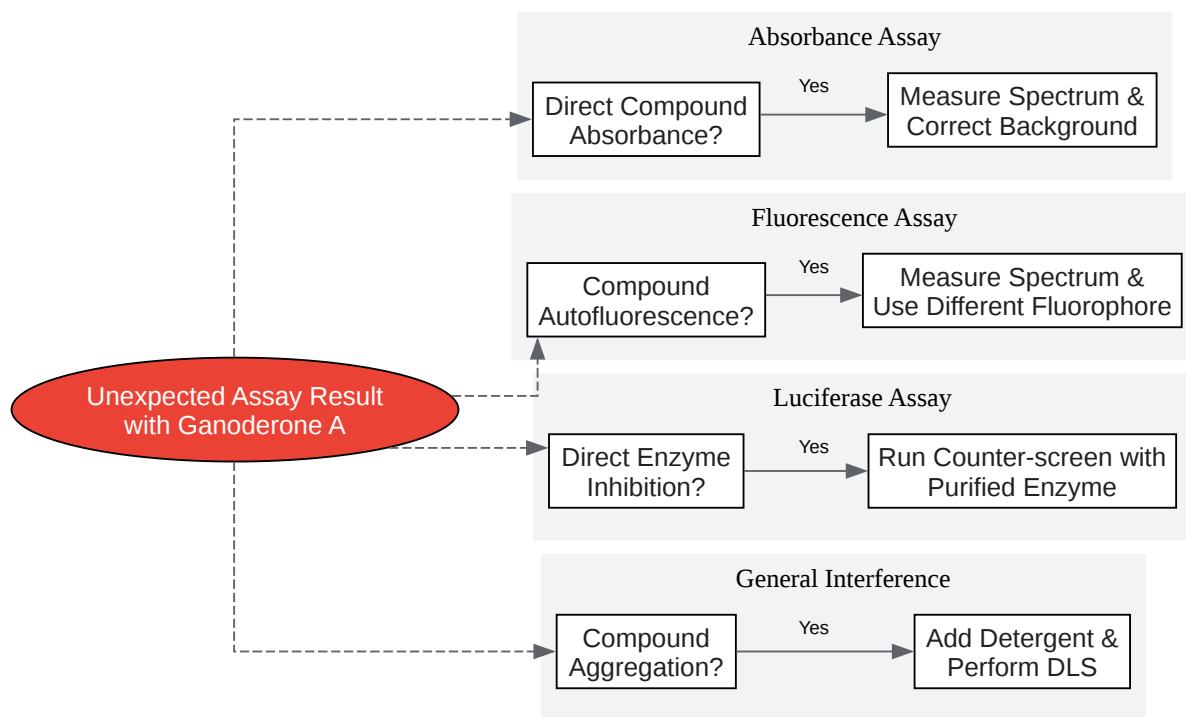 Absorbance Assay
Direct Compound
Absorbance?
Yes
Measure Spectrum &
Correct Background
Fluorescence Assay
Compound
Autofluorescence?
Yes
Measure Spectrum &
Use Different Fluorophore
Unexpected Assay Result
with Ganoderone A
Luciferase Assay
Direct Enzyme
Inhibition?
Yes
Run Counter-screen with
Purified Enzyme
General Interference
Compound
Aggregation?
Yes
Add Detergent &
Perform DLS